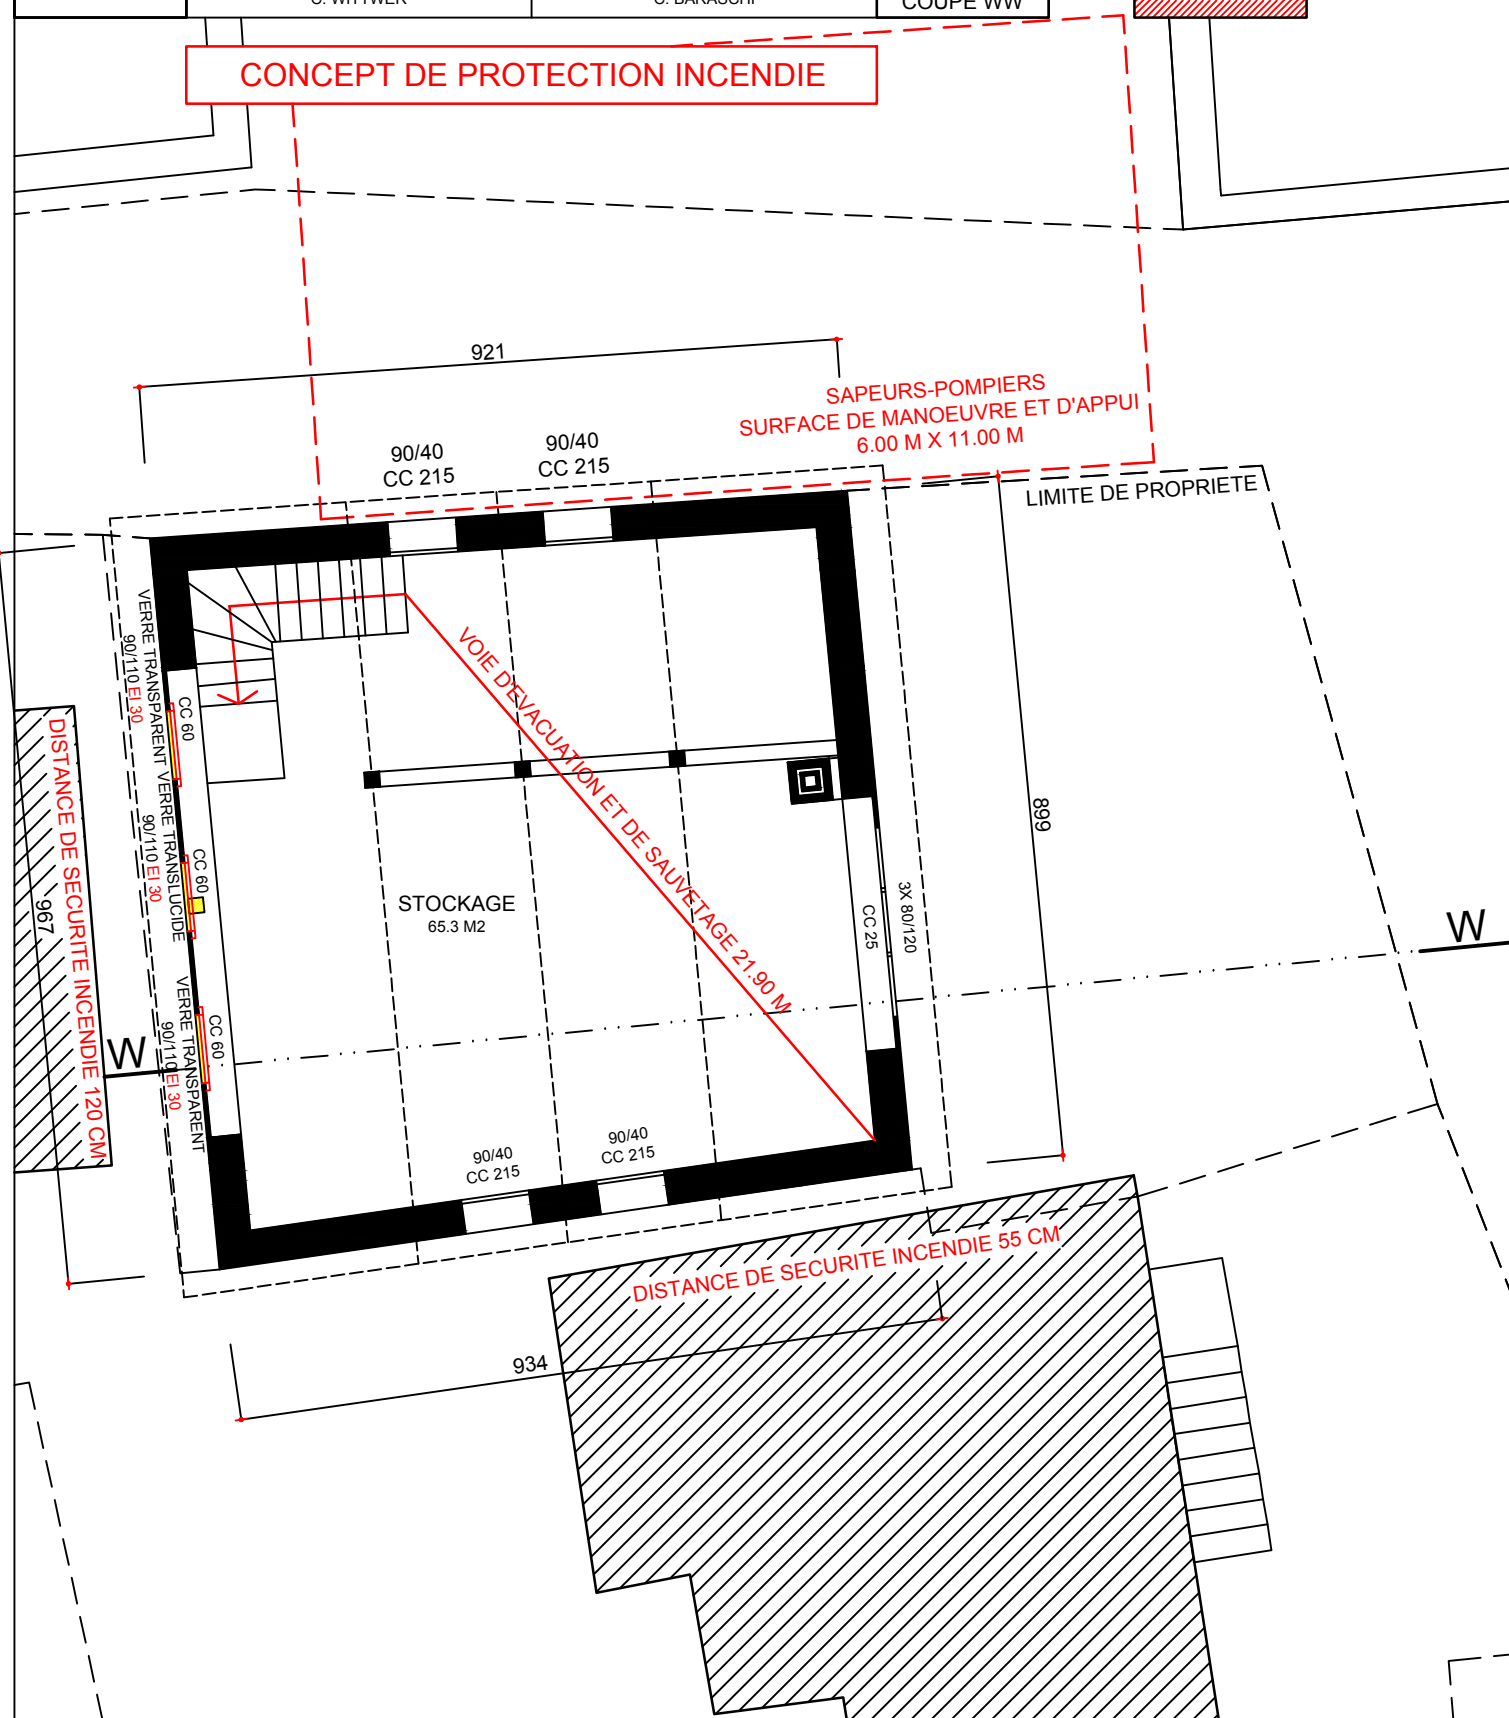 COUPE WW
CONCEPT DE PROTECTION INCENDIE
921
SAPEURS-POMPIERS
SURFACE DE MANOEUVRE ET D'APPUI
6.00 M X 11.00 M
90/40
CC 215
90/40
CC 215
LIMITE DE PROPRIETE
VERRE TRANSPARENT
90/110 EI 30
CC 60
VERRE TRANSLUCIDE
90/110 EI 30
CC 60
VERRE TRANSPARENT
90/110 EI 30
CC 60
DISTANCE DE SECURITE INCENDIE 120 CM
967
VOIE D'EVACUATION ET DE SAUVETAGE 21.90 M
STOCKAGE
65.3 M2
CC 25
3X 80/120
899
W
W
90/40
CC 215
90/40
CC 215
DISTANCE DE SECURITE INCENDIE 55 CM
934